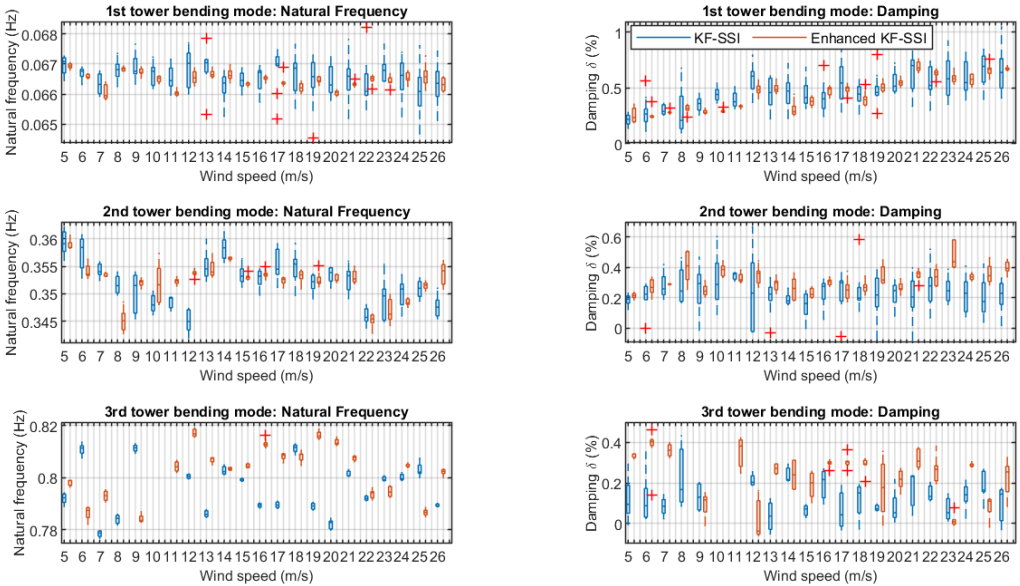 1st tower bending mode: Natural Frequency
Natural frequency (Hz)
0.068
0.067
0.066
0.065
5 6 7 8 9 10 11 12 13 14 15 16 17 18 19 20 21 22 23 24 25 26
Wind speed (m/s)
1st tower bending mode: Damping
KF-SSI
Enhanced KF-SSI
Damping δ (%)
1
0.5
0
5 6 7 8 9 10 11 12 13 14 15 16 17 18 19 20 21 22 23 24 25 26
Wind speed (m/s)
2nd tower bending mode: Natural Frequency
Natural frequency (Hz)
0.36
0.355
0.35
0.345
5 6 7 8 9 10 11 12 13 14 15 16 17 18 19 20 21 22 23 24 25 26
Wind speed (m/s)
2nd tower bending mode: Damping
Damping δ (%)
0.6
0.4
0.2
0
5 6 7 8 9 10 11 12 13 14 15 16 17 18 19 20 21 22 23 24 25 26
Wind speed (m/s)
3rd tower bending mode: Natural Frequency
Natural frequency (Hz)
0.82
0.8
0.78
5 6 7 8 9 10 11 12 13 14 15 16 17 18 19 20 21 22 23 24 25 26
Wind speed (m/s)
3rd tower bending mode: Damping
Damping δ (%)
0.4
0.2
0
5 6 7 8 9 10 11 12 13 14 15 16 17 18 19 20 21 22 23 24 25 26
Wind speed (m/s)